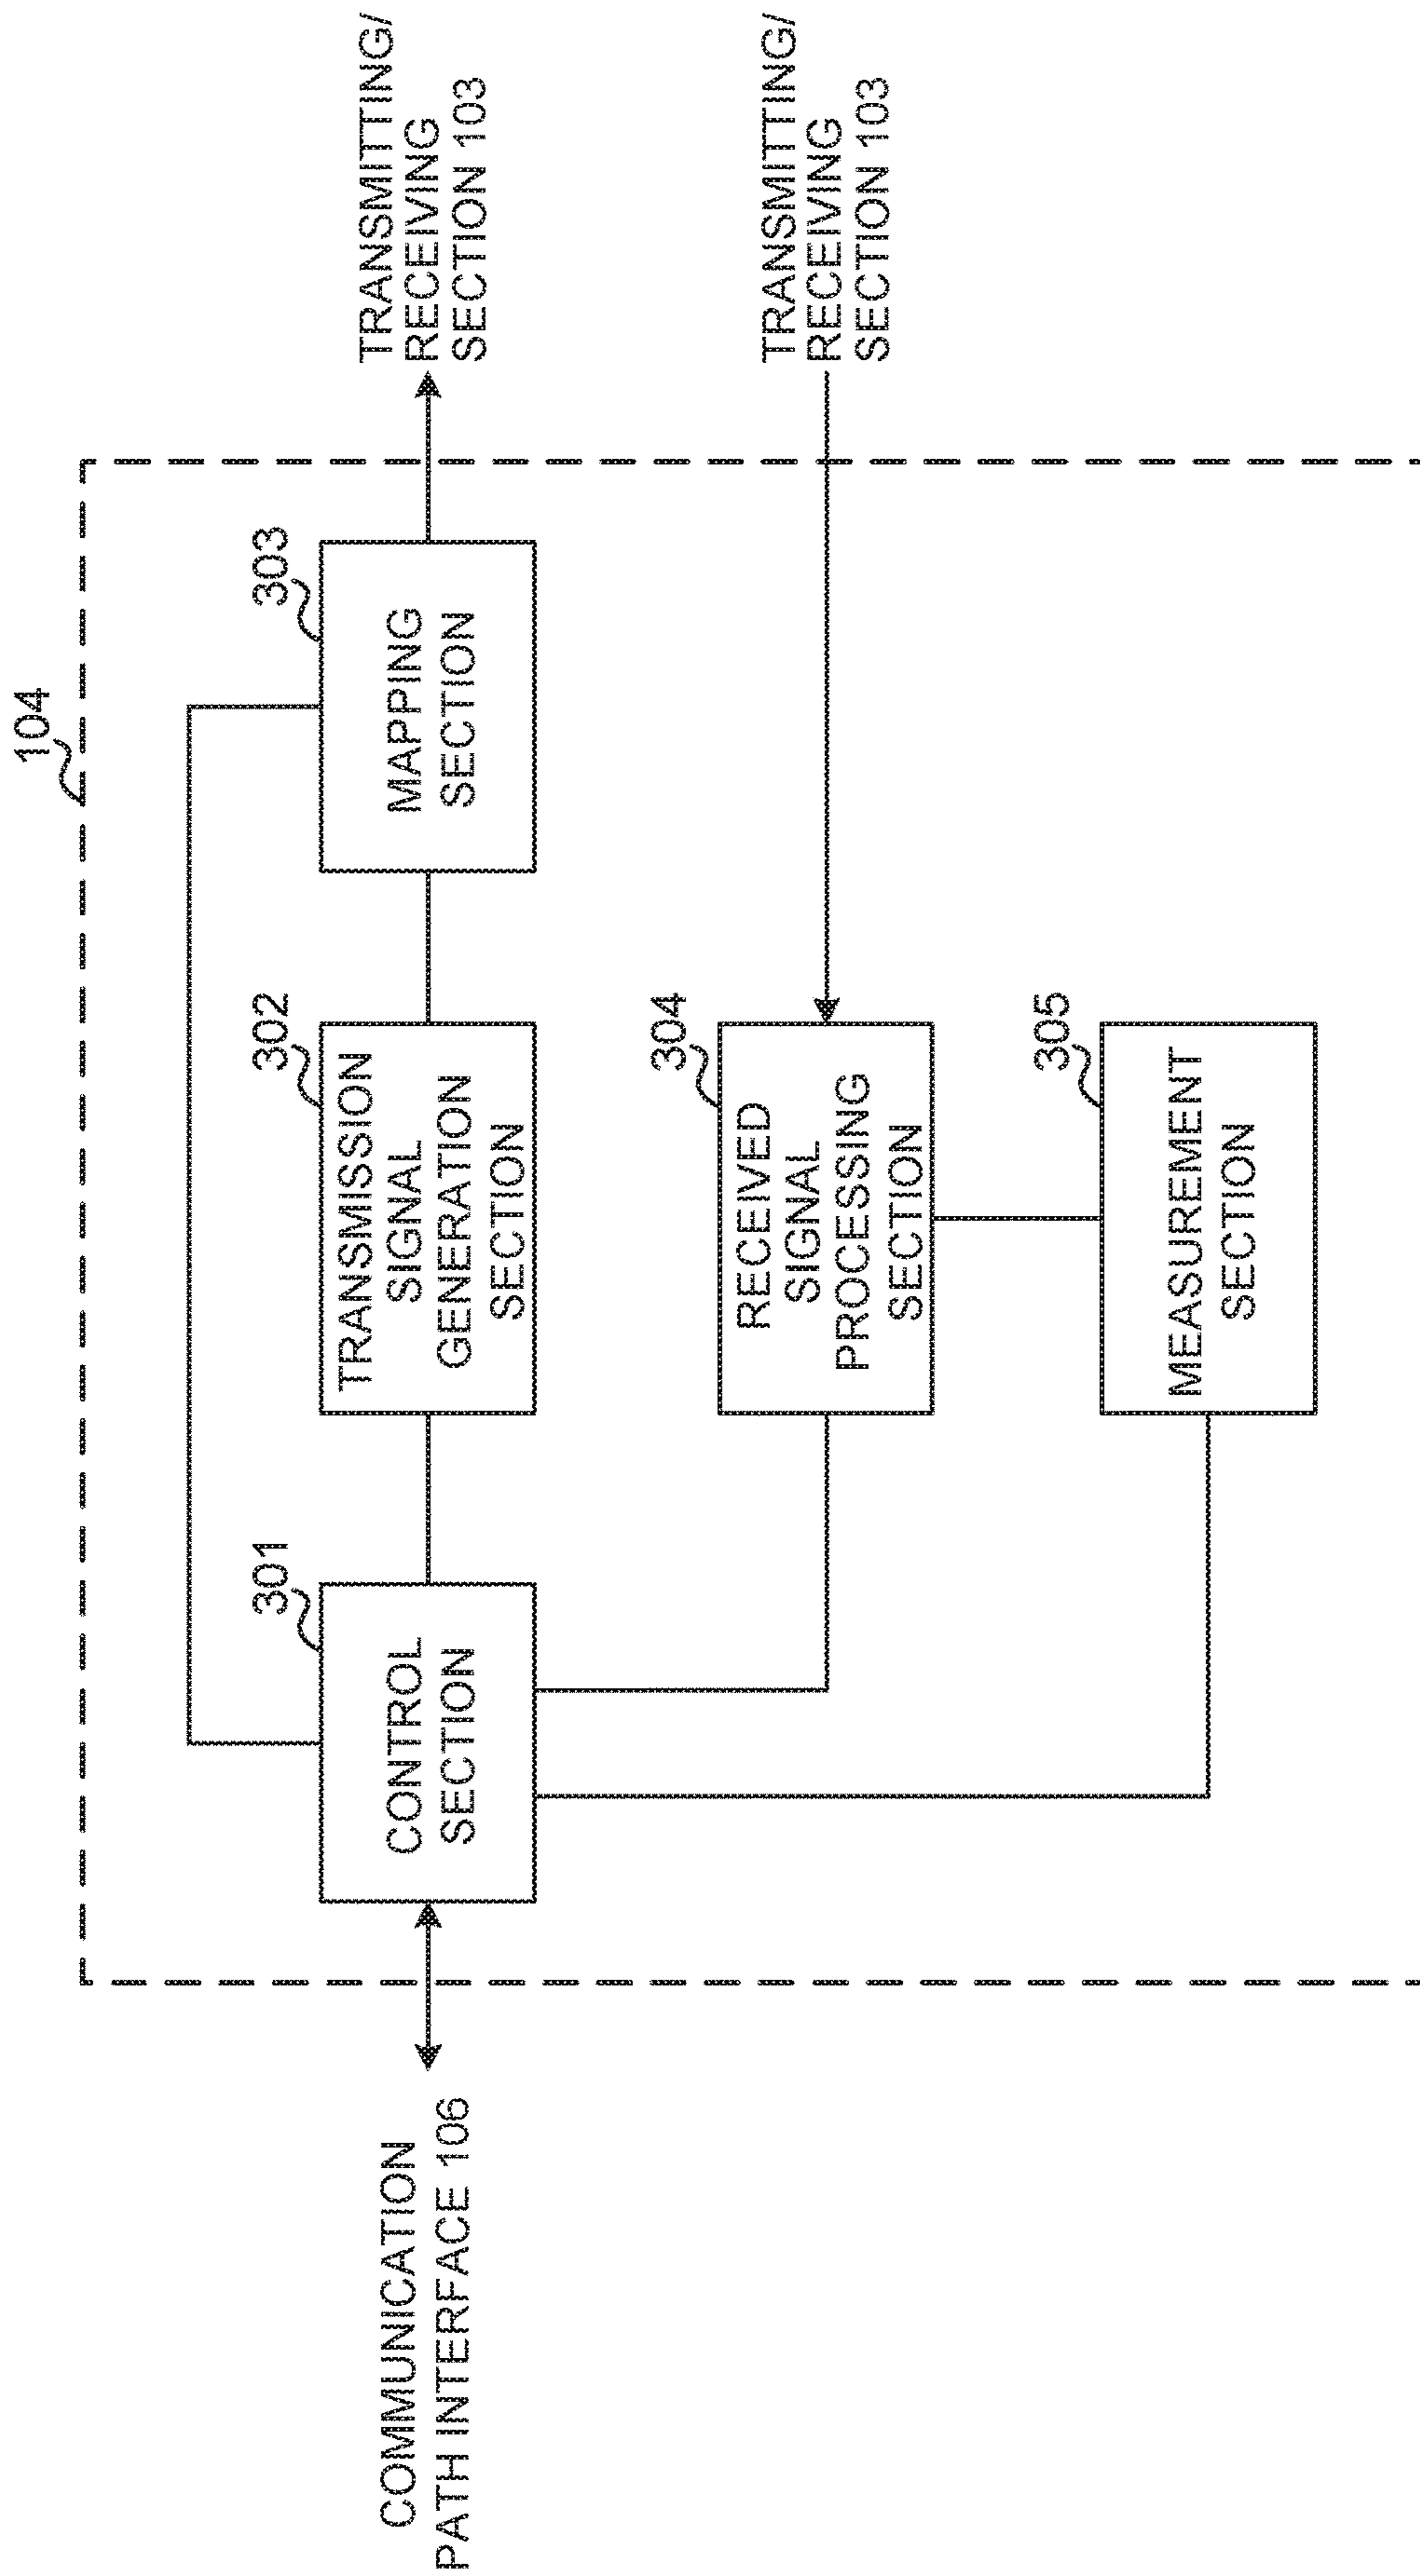 104
COMMUNICATION
PATH INTERFACE 106
301
CONTROL
SECTION
302
TRANSMISSION
SIGNAL
GENERATION
SECTION
303
MAPPING
SECTION
TRANSMITTING/
RECEIVING
SECTION 103
304
RECEIVED
SIGNAL
PROCESSING
SECTION
TRANSMITTING/
RECEIVING
SECTION 103
305
MEASUREMENT
SECTION